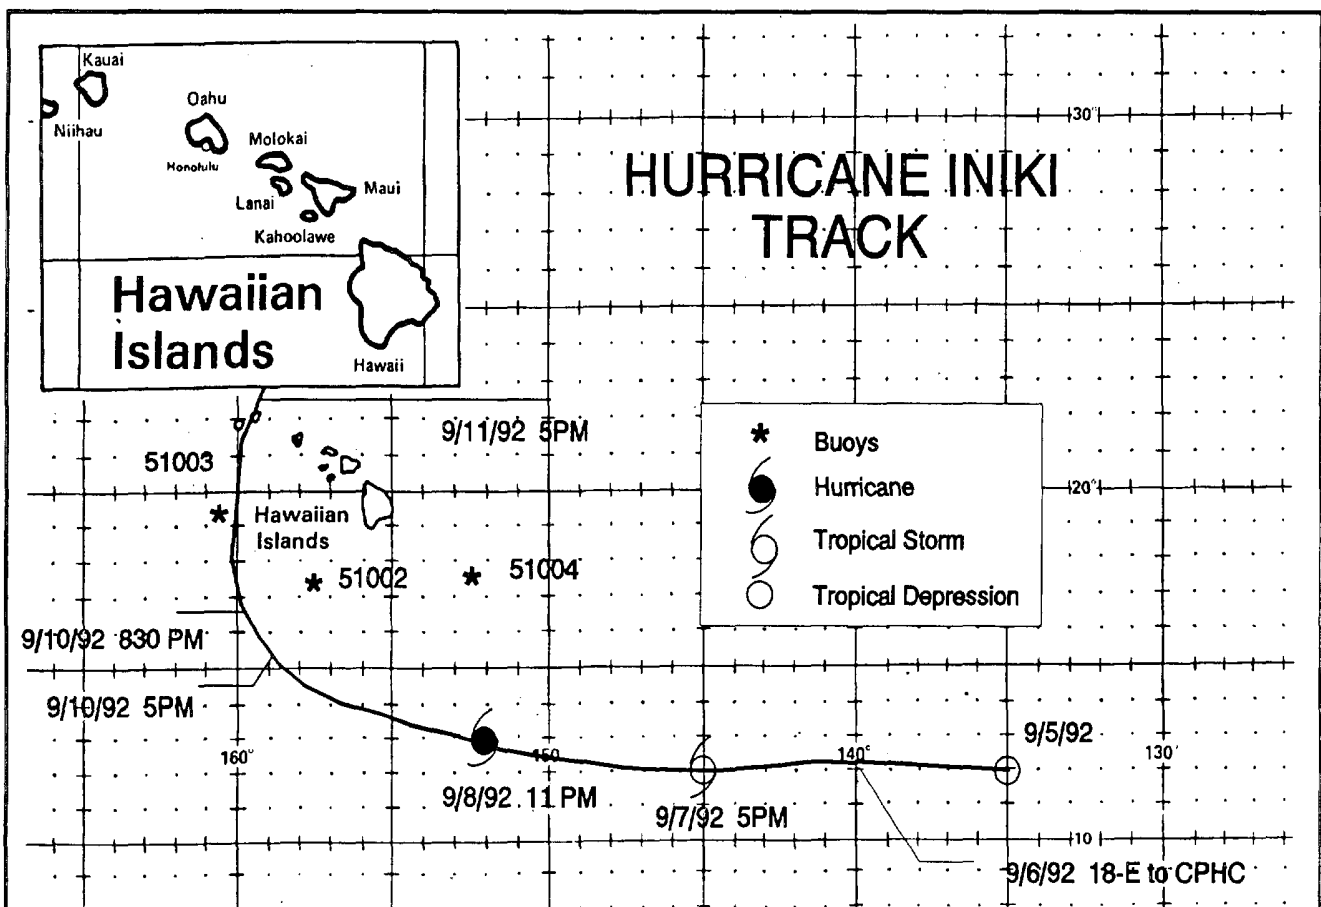 Kauai
Oahu
Niihau
Molokai
Honolulu
Maui
Lanai
Kahoolawe
Hawaiian
Islands
Hawaii
HURRICANE INIKI
TRACK
30°
9/11/92 5PM
51003
Buoys
Hurricane
20°
Tropical Storm
Tropical Depression
Hawaiian
Islands
51002
51004
9/10/92 830 PM
9/10/92 5PM
160°
150
140°
130
9/5/92
9/8/92 11 PM
9/7/92 5PM
10
9/6/92 18-E to CPHC